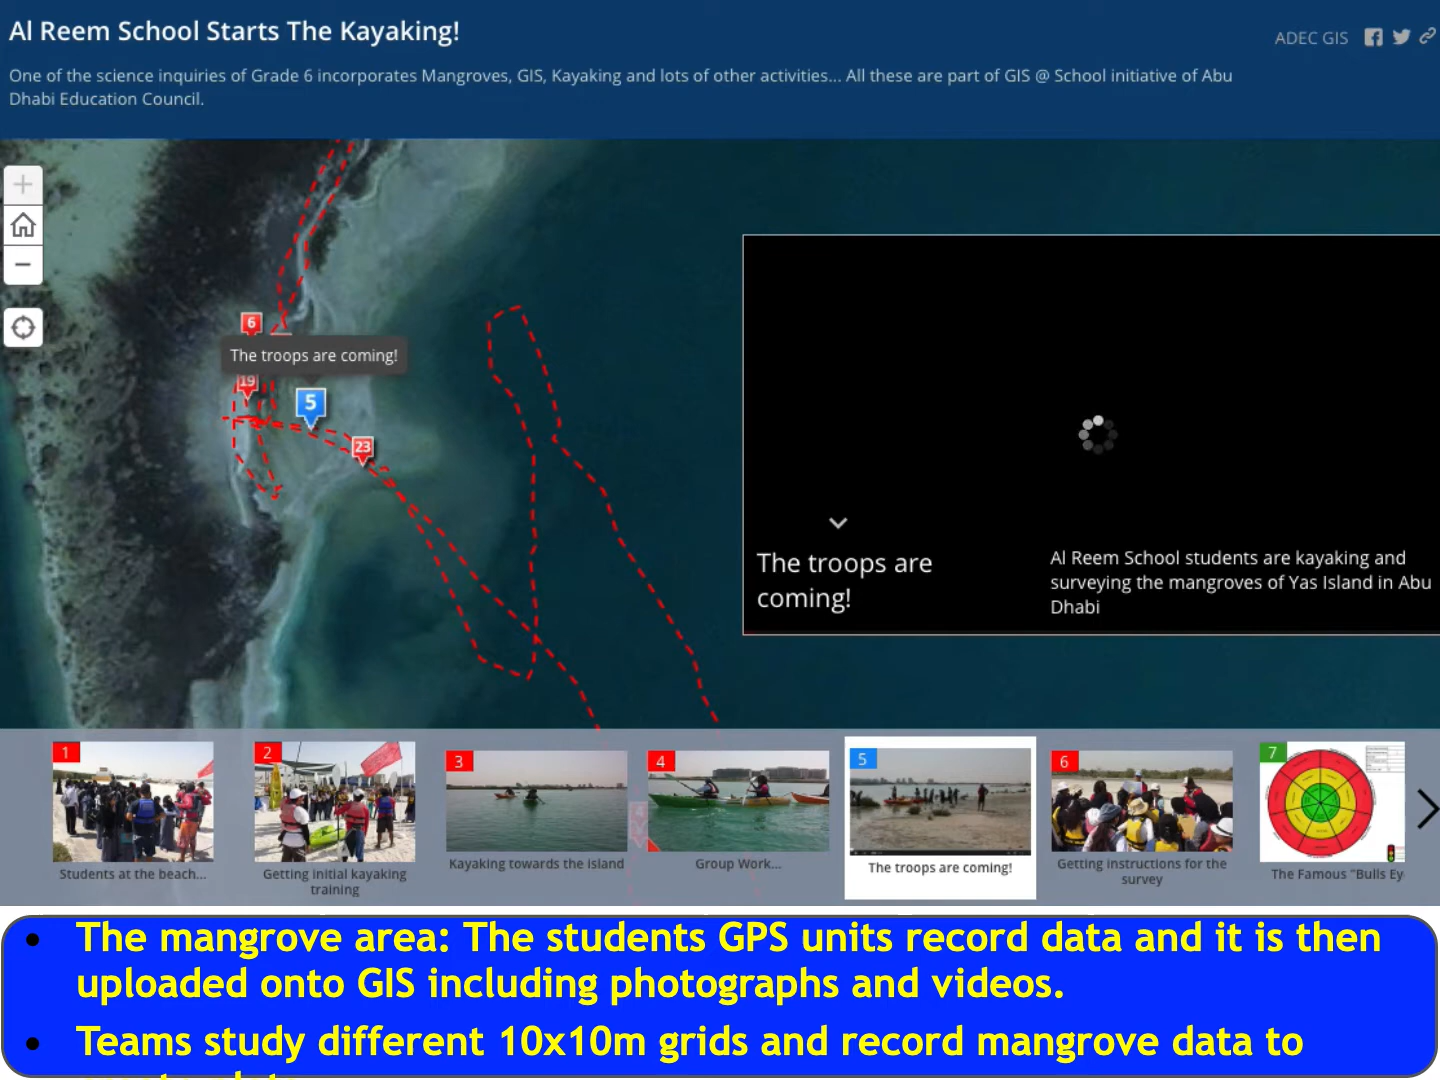 Al Reem School Starts The Kayaking!
ADEC GIS
One of the science inquiries of Grade 6 incorporates Mangroves, GIS, Kayaking and lots of other activities... All these are part of GIS @ School initiative of Abu
Dhabi Education Council.
6
The troops are coming!
19
5
23
The troops are
coming!
Al Reem School students are kayaking and
surveying the mangroves of Yas Island in Abu
Dhabi
1
Students at the beach...
2
Getting initial kayaking
training
3
Kayaking towards the island
4
Group Work...
5
The troops are coming!
6
Getting instructions for the
survey
7
The Famous "Bulls Ey
• The mangrove area: The students GPS units record data and it is then
uploaded onto GIS including photographs and videos.
• Teams study different 10x10m grids and record mangrove data to